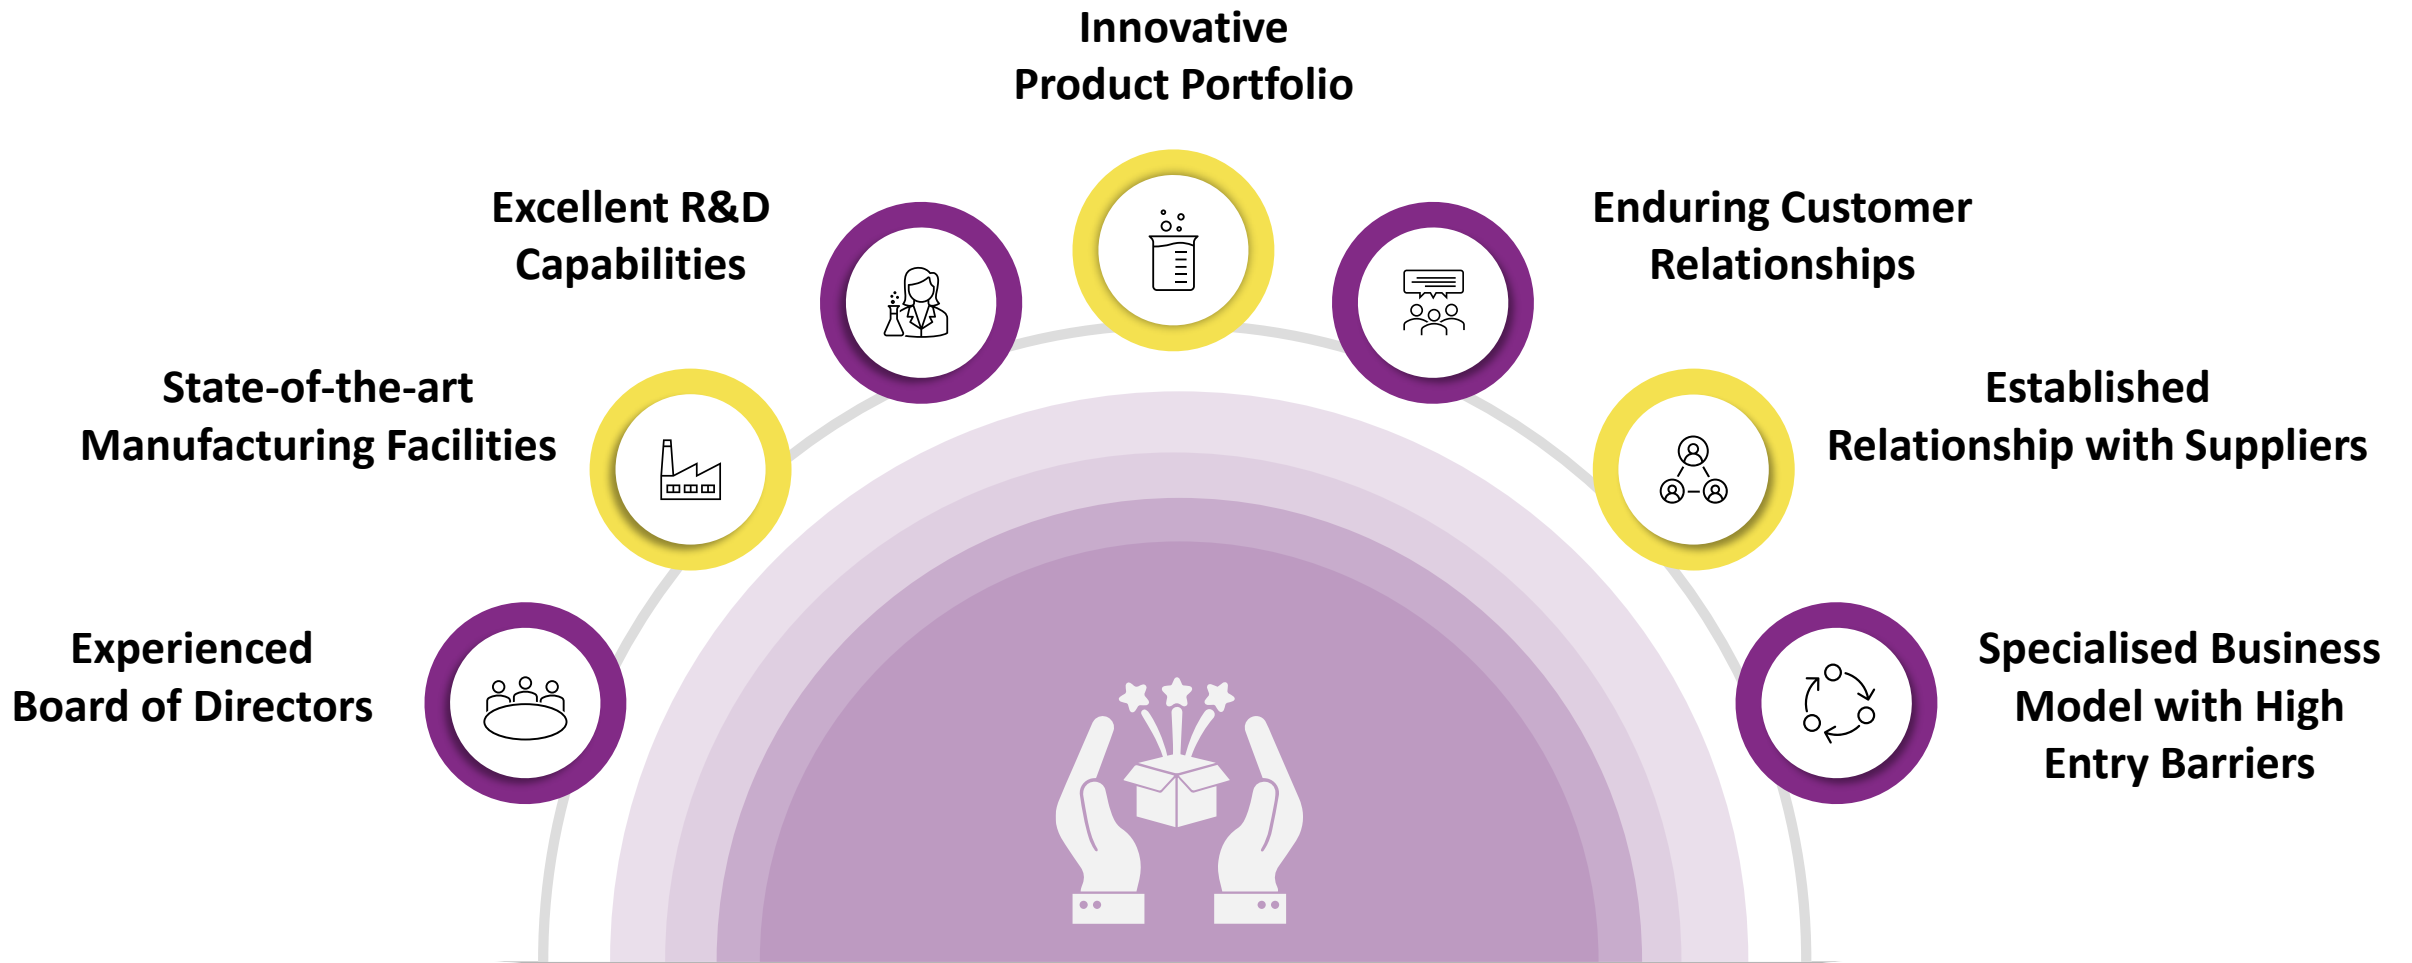 Innovative
Product Portfolio
Excellent R&D
Capabilities
Enduring Customer
Relationships
State-of-the-art
Manufacturing Facilities
Established
Relationship with Suppliers
Experienced
Board of Directors
Specialised Business
Model with High
Entry Barriers